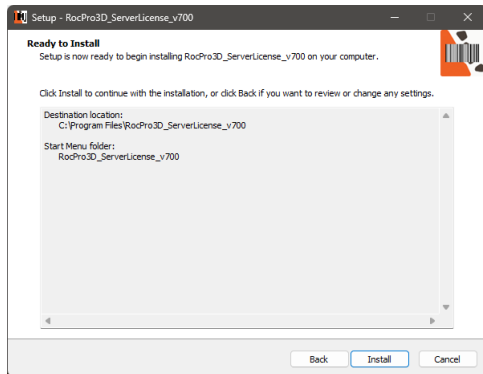 Setup - RocPro3D_ServerLicense_v700
Ready to Install
Setup is now ready to begin installing RocPro3D_ServerLicense_v700 on your computer.
Click Install to continue with the installation, or click Back if you want to review or change any settings.
Destination location:
C:\Program Files\RocPro3D_ServerLicense_v700
Start Menu folder:
RocPro3D_ServerLicense_v700
Back
Install
Cancel